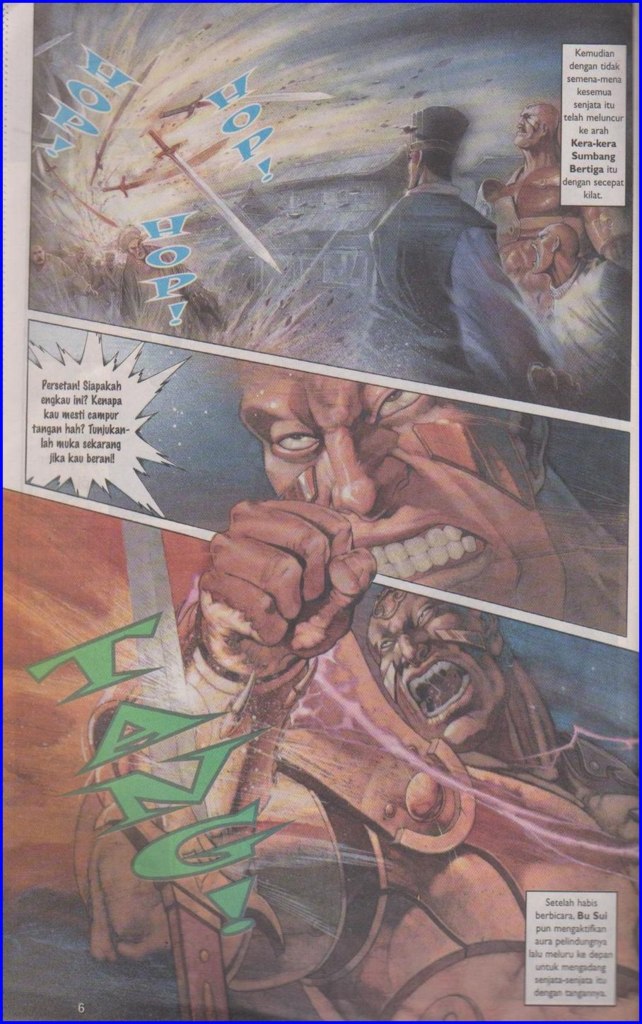 HOP!
HOP!
HOP!
Kemudian
dengan tidak
semena-mena
kesemua
senjata itu
telah meluncur
ke arah
Kera-kera
Sumbang
Bertiga itu
dengan secepat
kilat.
Persetan! Siapakah
engkau ini? Kenapa
kau mesti campur
tangan hah? Tunjukan-
lah muka sekarang
jika kau berani!
Setelah habis
berbicara, Bu Sui
pun mengaktifkan
aura pelindungnya
lalu meluru ke depan
untuk mengadang
senjata-senjata itu
dengan tangannya.
6